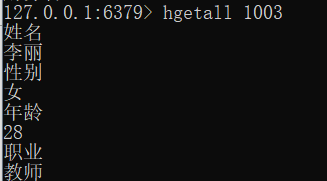 127.0.0.1:6379> hgetall 1003
姓名
李丽
性别
女
年龄
28
职业
教师